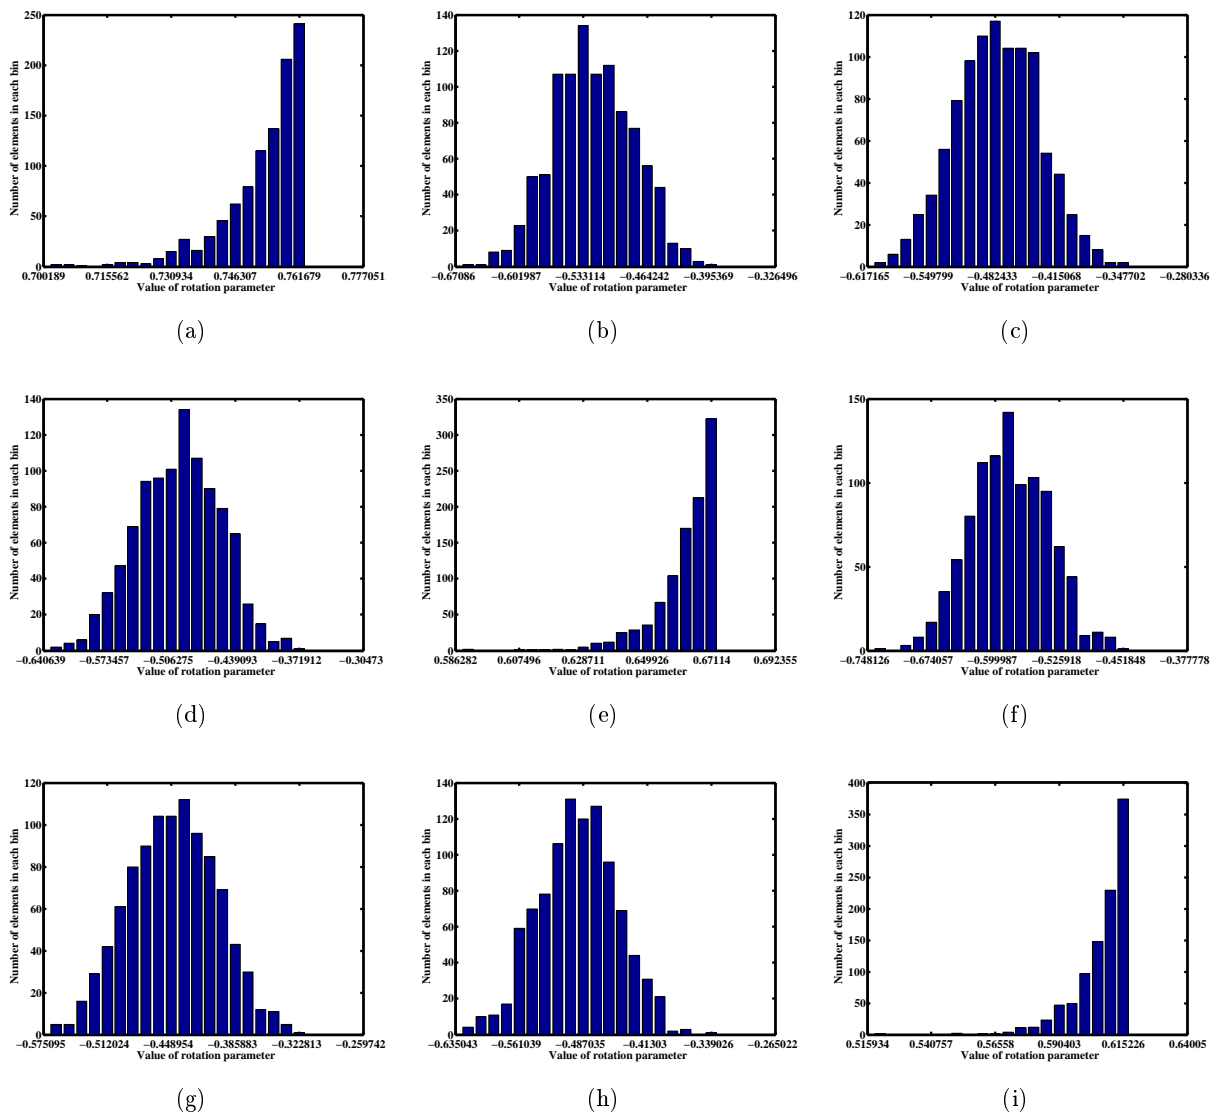 250
200
150
100
50
0
Number of elements in each bin
0.700189 0.715562 0.730934 0.746307 0.761679 0.777051
Value of rotation parameter
(a)
140
120
100
80
60
40
20
0
Number of elements in each bin
−0.67086 −0.601987 −0.533114 −0.464242 −0.395369 −0.326496
Value of rotation parameter
(b)
120
100
80
60
40
20
0
Number of elements in each bin
−0.617165 −0.549799 −0.482433 −0.415068 −0.347702 −0.280336
Value of rotation parameter
(c)
140
120
100
80
60
40
20
0
Number of elements in each bin
−0.640639 −0.573457 −0.506275 −0.439093 −0.371912 −0.30473
Value of rotation parameter
(d)
350
300
250
200
150
100
50
0
Number of elements in each bin
0.586282 0.607496 0.628711 0.649926 0.67114 0.692355
Value of rotation parameter
(e)
150
100
50
0
Number of elements in each bin
−0.748126 −0.674057 −0.599987 −0.525918 −0.451848 −0.377778
Value of rotation parameter
(f)
120
100
80
60
40
20
0
Number of elements in each bin
−0.575095 −0.512024 −0.448954 −0.385883 −0.322813 −0.259742
Value of rotation parameter
(g)
140
120
100
80
60
40
20
0
Number of elements in each bin
−0.635043 −0.561039 −0.487035 −0.41303 −0.339026 −0.265022
Value of rotation parameter
(h)
400
350
300
250
200
150
100
50
0
Number of elements in each bin
0.515934 0.540757 0.56558 0.590403 0.615226 0.64005
Value of rotation parameter
(i)